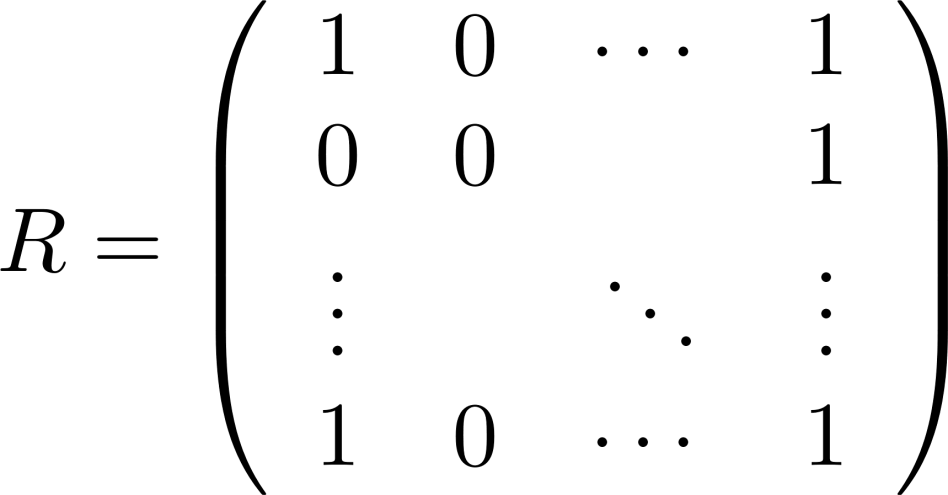 1 0 ⋯ 1
0 0 1
R =
⋮ ⋱ ⋮
1 0 ⋯ 1